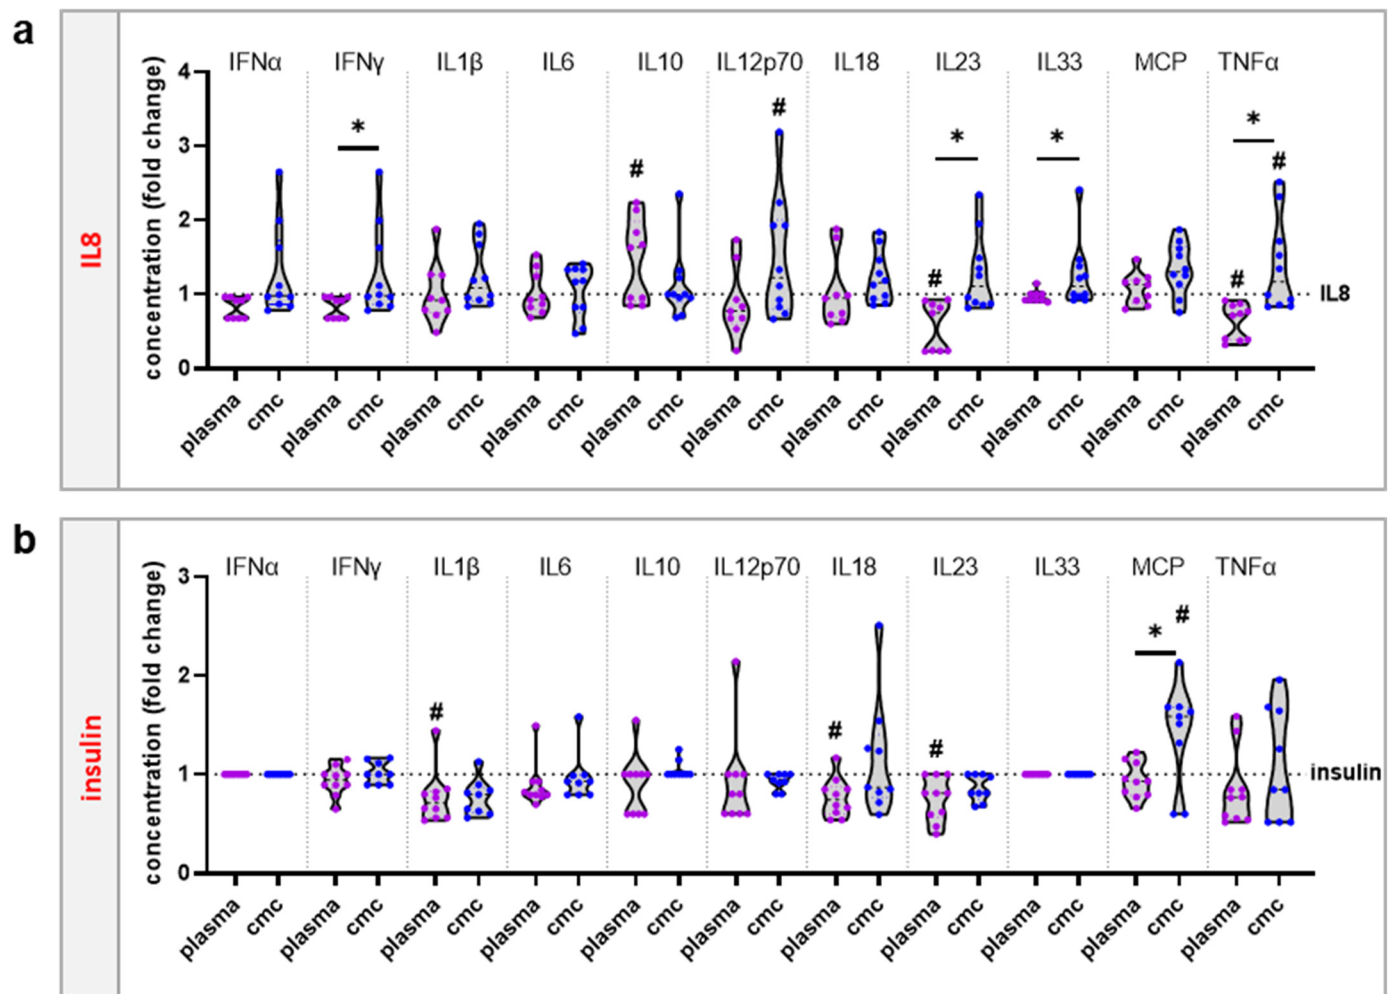 a
IL8
concentration (fold change)
IFNα IFNγ IL1β IL6 IL10 IL12p70 IL18 IL23 IL33 MCP TNFα
4
3
2
1
0
* # # # * * # * #
IL8
plasma cmc plasma cmc plasma cmc plasma cmc plasma cmc plasma cmc plasma cmc plasma cmc plasma cmc plasma cmc plasma cmc
b
insulin
concentration (fold change)
IFNα IFNγ IL1β IL6 IL10 IL12p70 IL18 IL23 IL33 MCP TNFα
3
2
1
0
# # # * #
insulin
plasma cmc plasma cmc plasma cmc plasma cmc plasma cmc plasma cmc plasma cmc plasma cmc plasma cmc plasma cmc plasma cmc